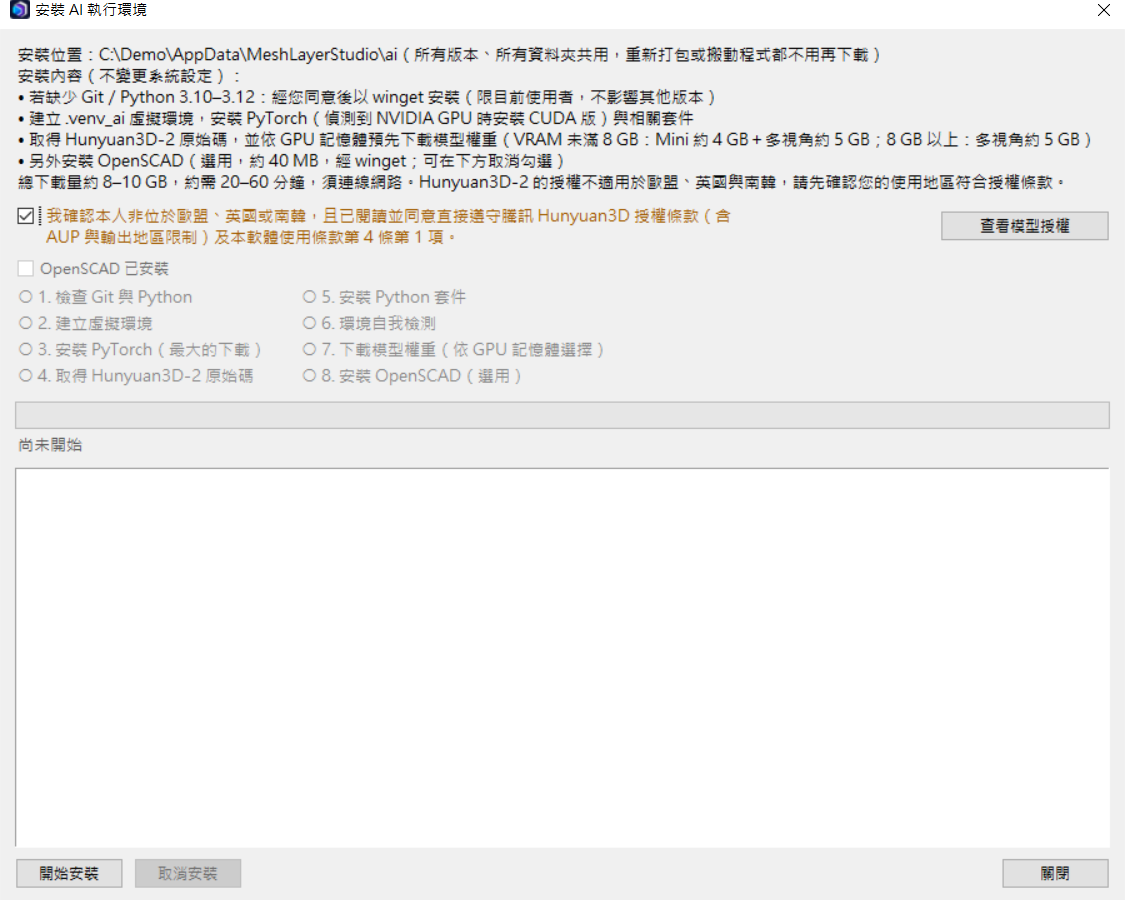 安裝 AI 執行環境
安裝位置：C:\Demo\AppData\MeshLayerStudio\ai（所有版本、所有資料夾共用，重新打包或搬動程式都不用再下載）
安裝內容（不變更系統設定）：
• 若缺少 Git / Python 3.10–3.12：經您同意後以 winget 安裝（限目前使用者，不影響其他版本）
• 建立 .venv_ai 虛擬環境，安裝 PyTorch（偵測到 NVIDIA GPU 時安裝 CUDA 版）與相關套件
• 取得 Hunyuan3D-2 原始碼，並依 GPU 記憶體預先下載模型權重（VRAM 未滿 8 GB：Mini 約 4 GB＋多視角約 5 GB；8 GB 以上：多視角約 5 GB）
• 另外安裝 OpenSCAD（選用，約 40 MB，經 winget；可在下方取消勾選）
總下載量約 8–10 GB，約需 20–60 分鐘，須連線網路。Hunyuan3D-2 的授權不適用於歐盟、英國與南韓，請先確認您的使用地區符合授權條款。
我確認本人非位於歐盟、英國或南韓，且已閱讀並同意直接遵守騰訊 Hunyuan3D 授權條款（含
AUP 與輸出地區限制）及本軟體使用條款第 4 條第 1 項。
查看模型授權
OpenSCAD 已安裝
1. 檢查 Git 與 Python
2. 建立虛擬環境
3. 安裝 PyTorch（最大的下載）
4. 取得 Hunyuan3D-2 原始碼
5. 安裝 Python 套件
6. 環境自我檢測
7. 下載模型權重（依 GPU 記憶體選擇）
8. 安裝 OpenSCAD（選用）
尚未開始
開始安裝
取消安裝
關閉